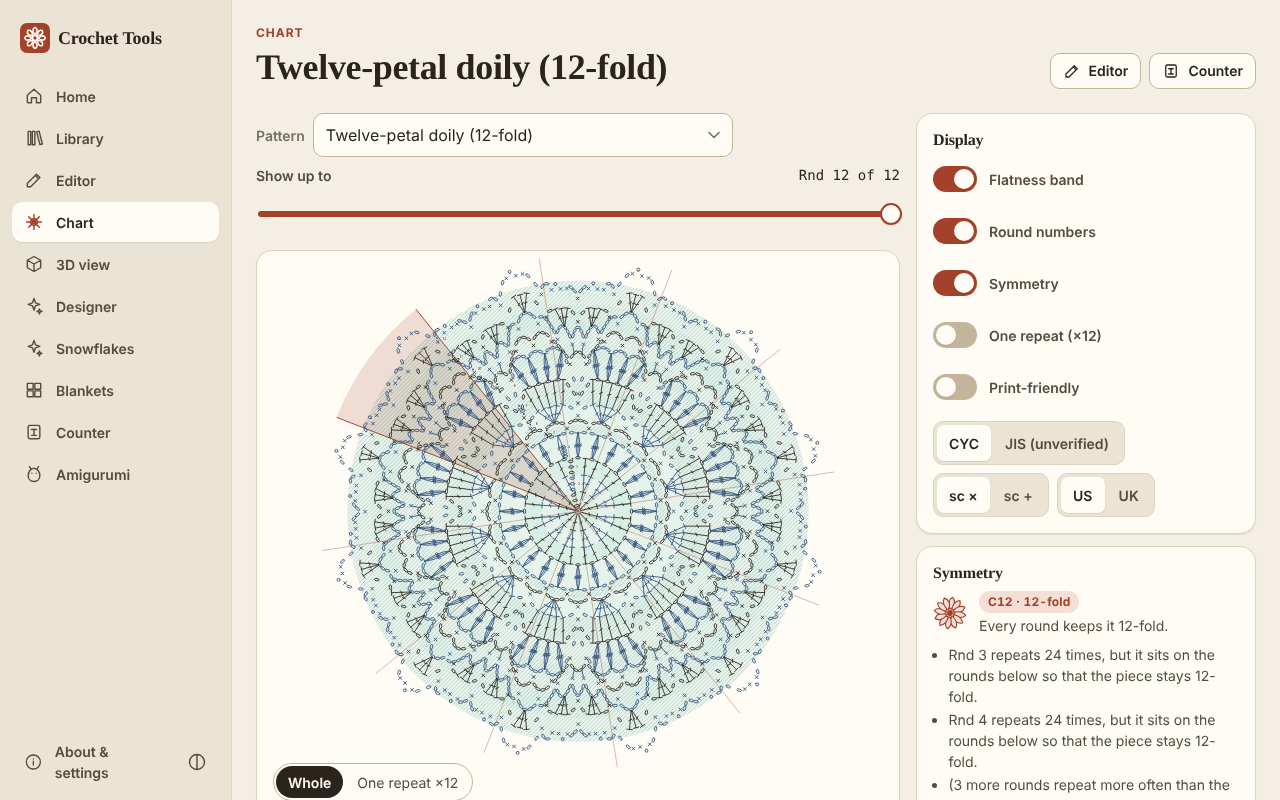 Crochet Tools
Home
Library
Editor
Chart
3D view
Designer
Snowflakes
Blankets
Counter
Amigurumi
About &
settings
CHART
Twelve-petal doily (12-fold)
Editor
Counter
Pattern
Twelve-petal doily (12-fold)
Show up to
Rnd 12 of 12
Whole
One repeat ×12
Display
Flatness band
Round numbers
Symmetry
One repeat (×12)
Print-friendly
CYC
JIS (unverified)
sc ×
sc +
US
UK
Symmetry
C12 · 12-fold
Every round keeps it 12-fold.
• Rnd 3 repeats 24 times, but it sits on the
rounds below so that the piece stays 12-
fold.
• Rnd 4 repeats 24 times, but it sits on the
rounds below so that the piece stays 12-
fold.
• (3 more rounds repeat more often than the